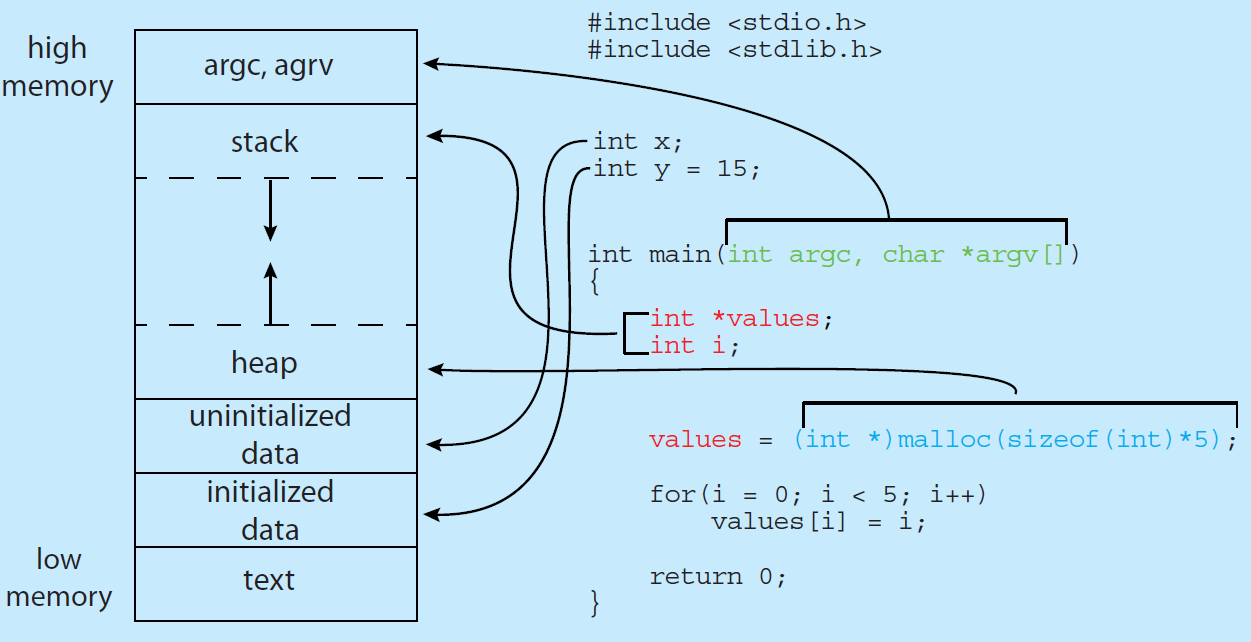 high
memory
argc, agrv
stack
heap
uninitialized
data
initialized
data
low
memory
text
#include <stdio.h>
#include <stdlib.h>
int x;
int y = 15;
int main(int argc, char *argv[])
{
int *values;
int i;
values = (int *)malloc(sizeof(int)*5);
for(i = 0; i < 5; i++)
values[i] = i;
return 0;
}